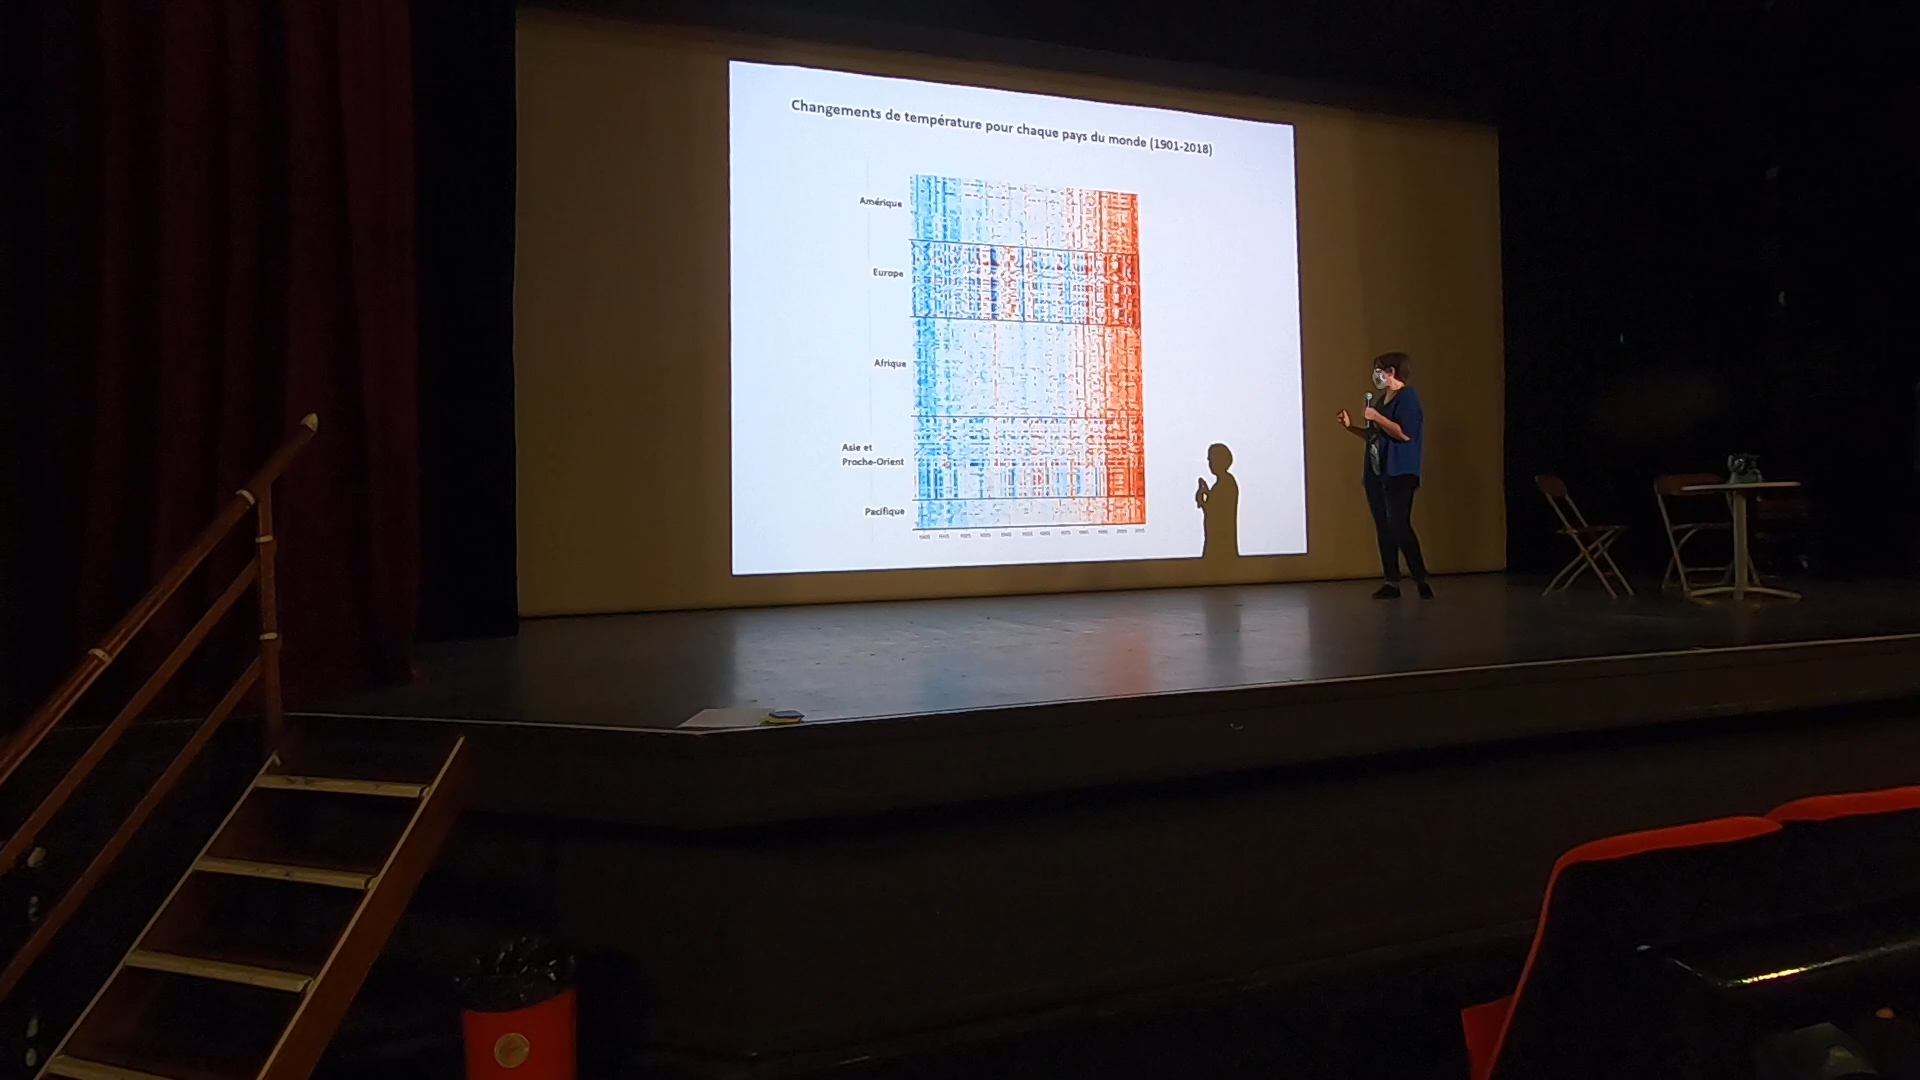 Changements de température pour chaque pays du monde (1901-2018)
Amérique
Europe
Afrique
Asie et
Proche-Orient
Pacifique